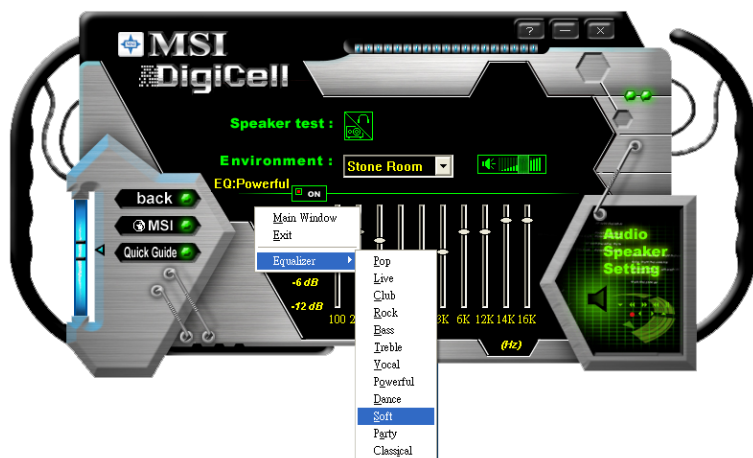 ? — X
MSI
DigiCell
Speaker test :
Environment :
Stone Room
EQ:Powerful
ON
back
MSI
Quick Guide
Main Window
Exit
Equalizer
Pop
Live
Club
Rock
Bass
Treble
Vocal
Powerful
Dance
Soft
Party
Classical
-6 dB
-12 dB
100
3K 6K 12K 14K 16K
(Hz)
Audio
Speaker
Setting